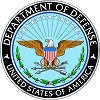 DEPARTMENT OF DEFENSE
UNITED STATES OF AMERICA